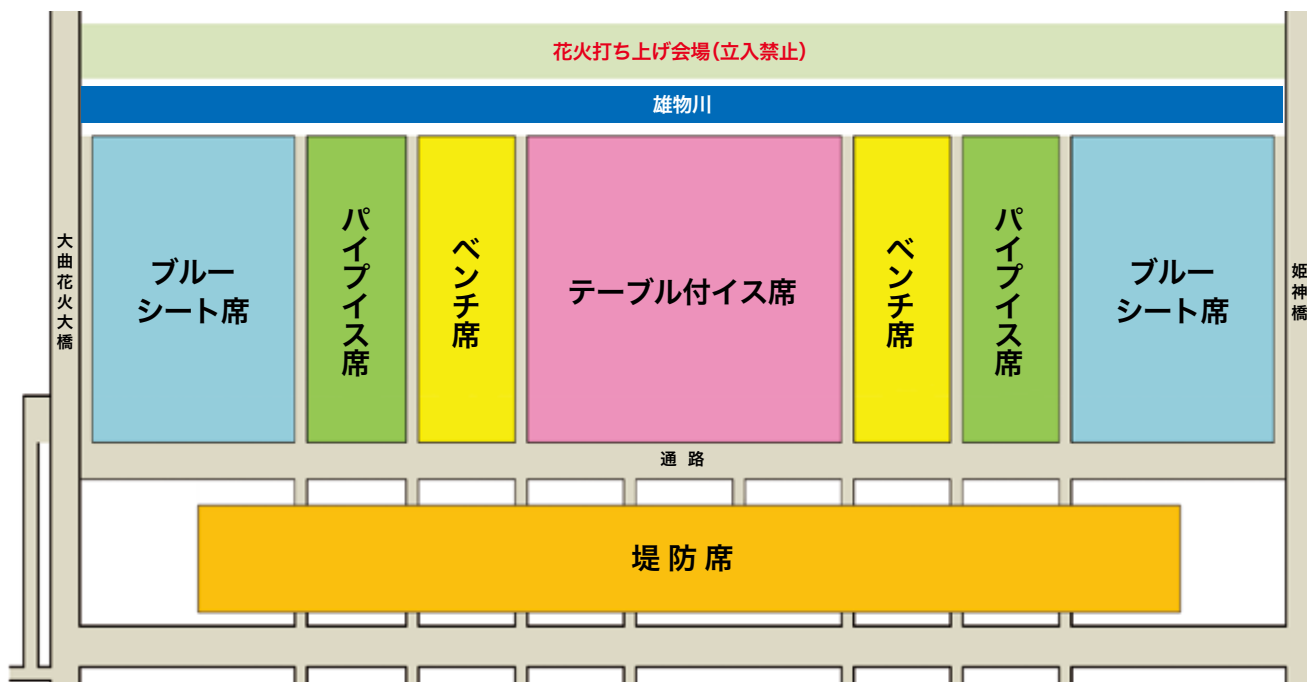 花火打ち上げ会場(立入禁止)
雄物川
大曲花火大橋
ブルー
シート席
パイプイス席
ベンチ席
テーブル付イス席
ベンチ席
パイプイス席
ブルー
シート席
姫神橋
通路
堤防席